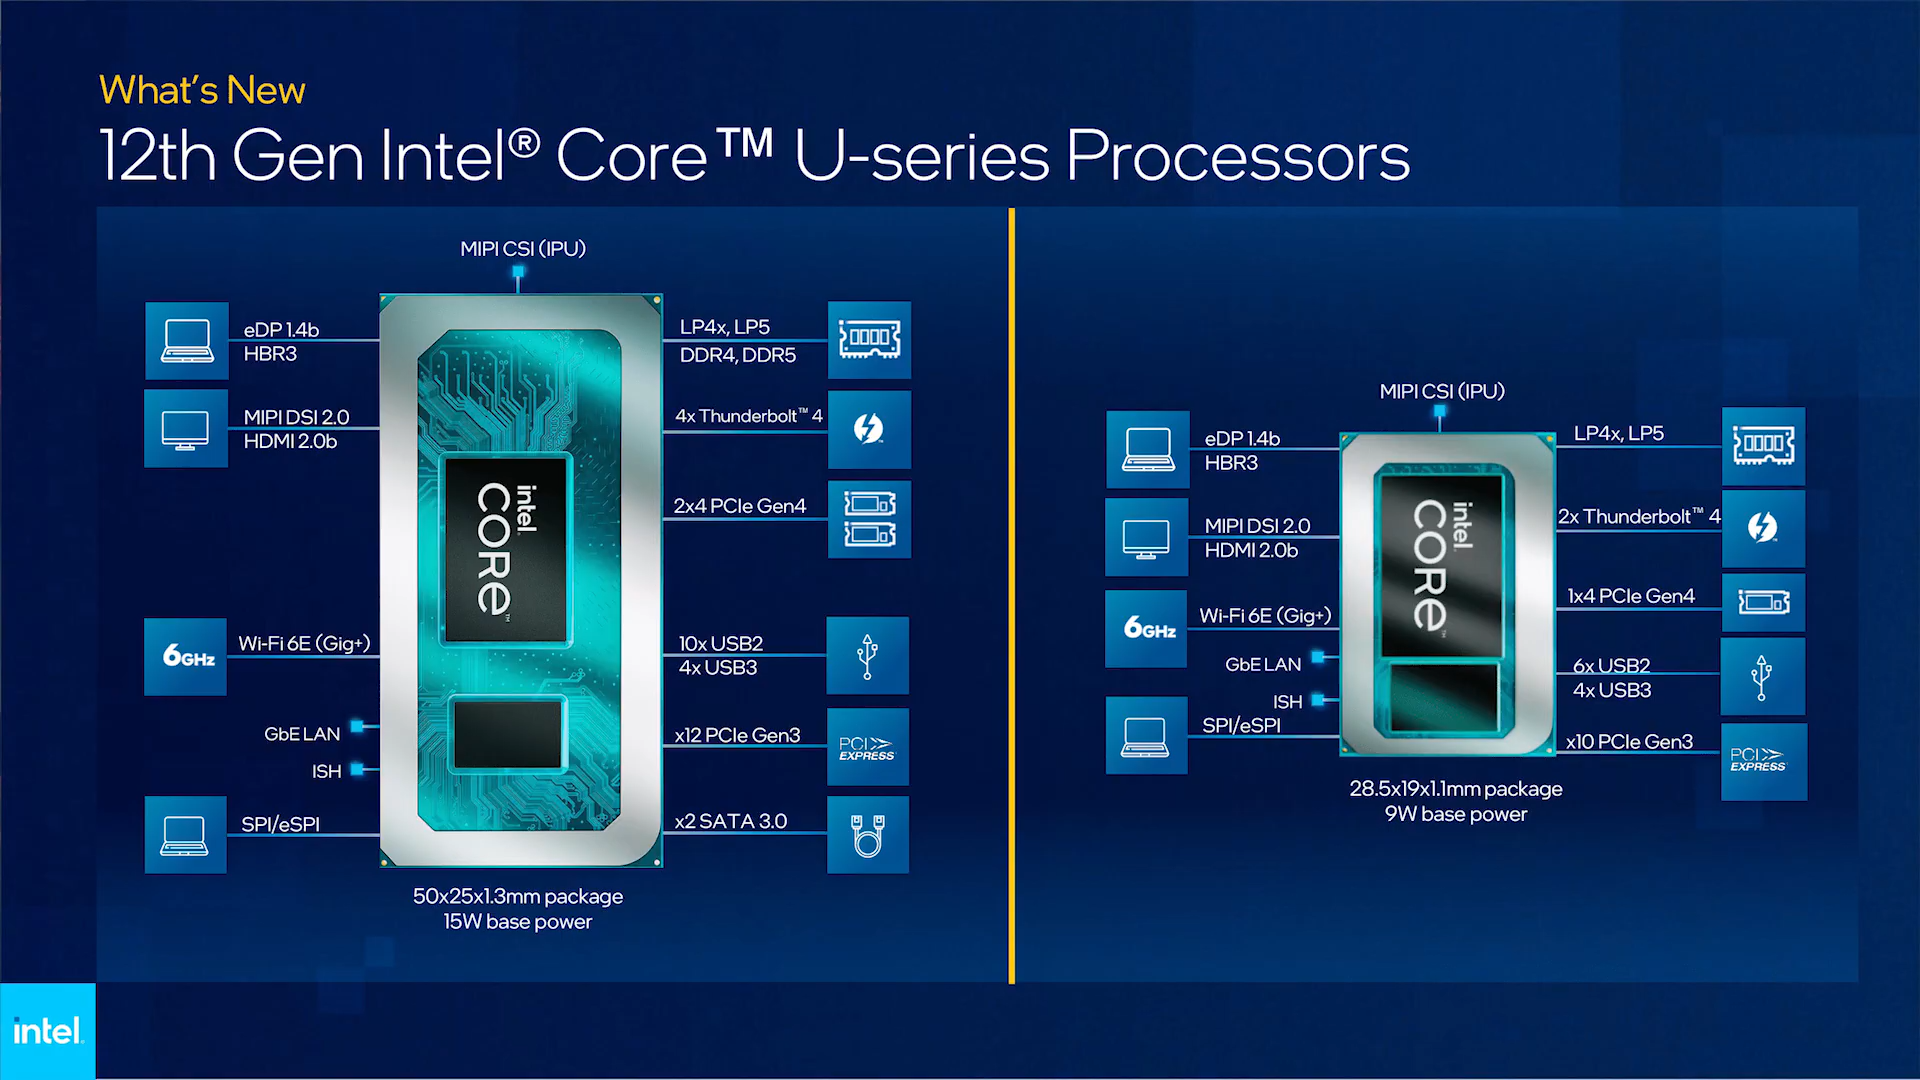 What's New
12th Gen Intel® Core™ U-series Processors
MIPI CSI (IPU)
eDP 1.4b
HBR3
MIPI DSI 2.0
HDMI 2.0b
6GHz
Wi-Fi 6E (Gig+)
GbE LAN
ISH
SPI/eSPI
intel.
CORe™
LP4x, LP5
DDR4, DDR5
4x Thunderbolt™ 4
2x4 PCIe Gen4
10x USB2
4x USB3
x12 PCIe Gen3
PCI
EXPRESS®
x2 SATA 3.0
50x25x1.3mm package
15W base power
MIPI CSI (IPU)
eDP 1.4b
HBR3
MIPI DSI 2.0
HDMI 2.0b
6GHz
Wi-Fi 6E (Gig+)
GbE LAN
ISH
SPI/eSPI
intel.
CORe™
LP4x, LP5
2x Thunderbolt™ 4
1x4 PCIe Gen4
6x USB2
4x USB3
x10 PCIe Gen3
PCI
EXPRESS®
28.5x19x1.1mm package
9W base power
intel.